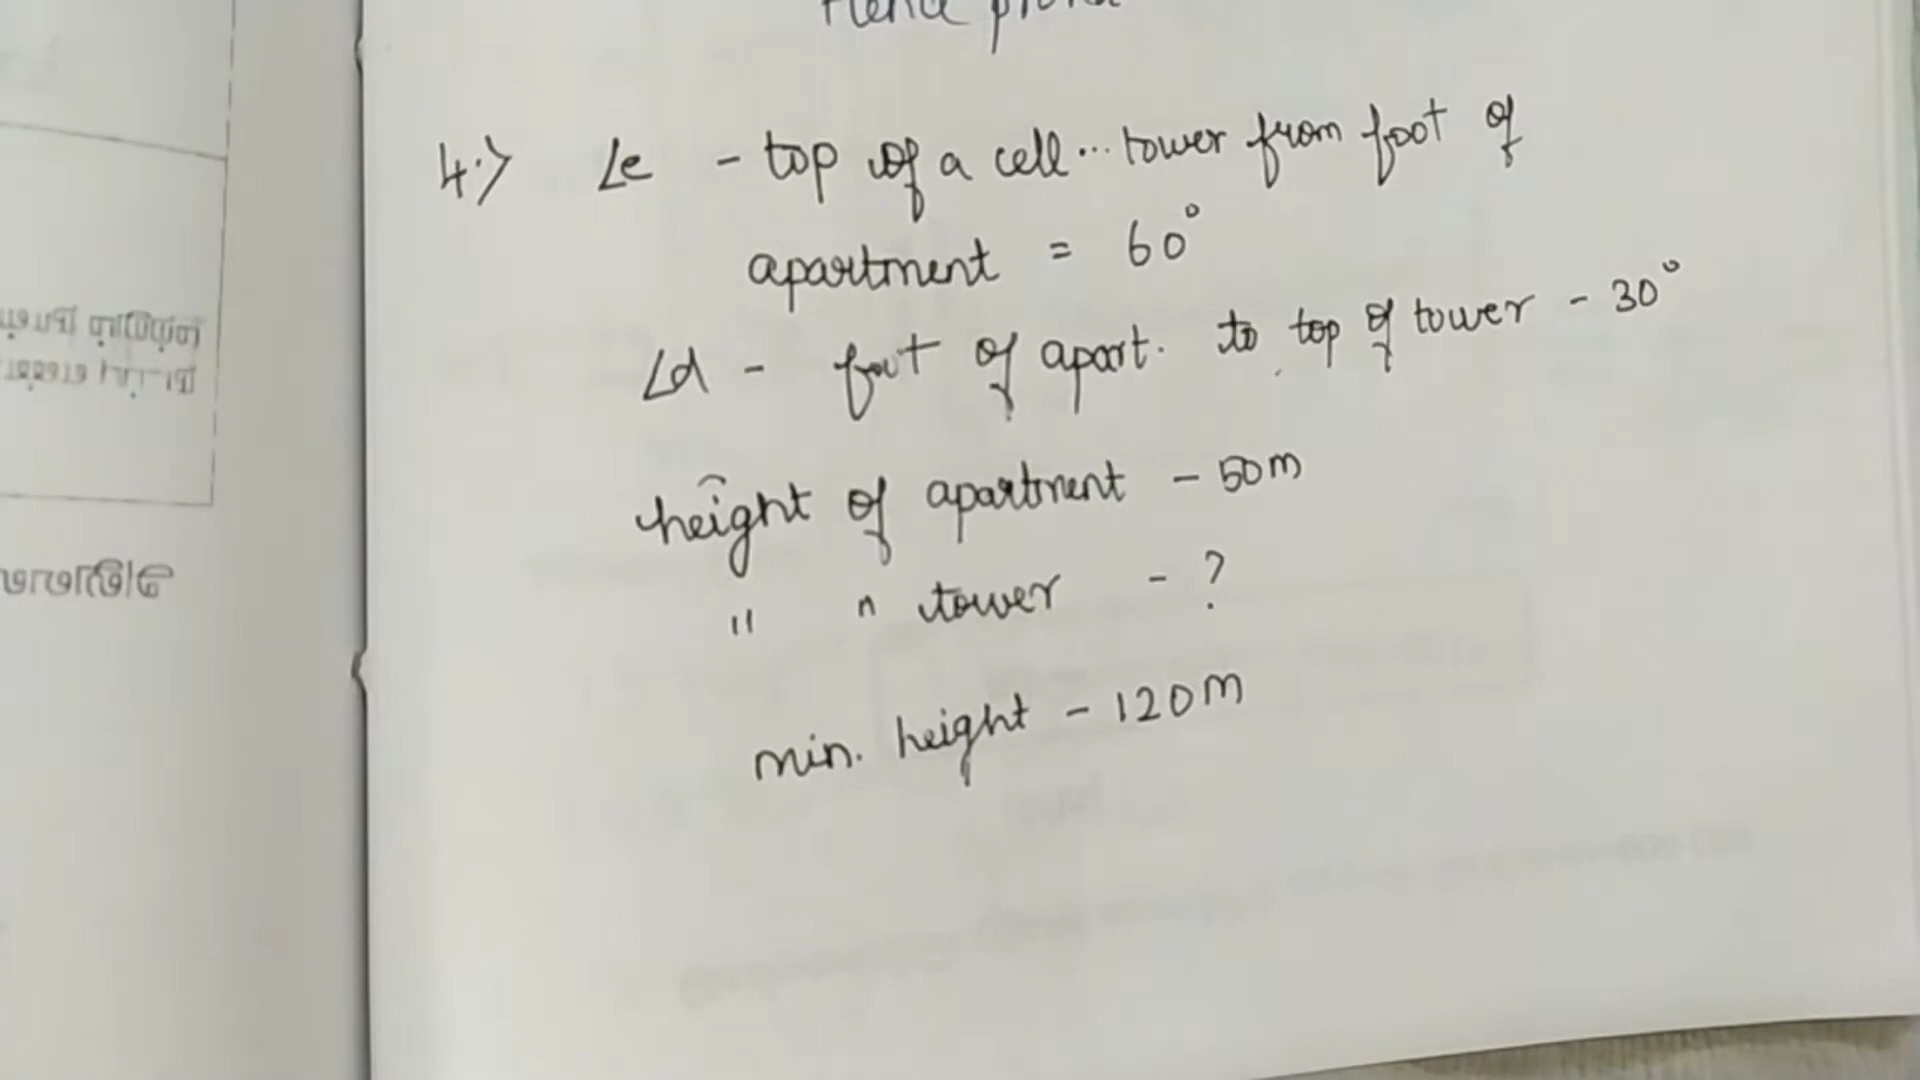 Hence
4.) ∠e - top of a cell... tower from foot of
apartment = 60°
∠d - foot of apart. to top of tower - 30°
height of apartment - 50m
" " tower - ?
min. height - 120m